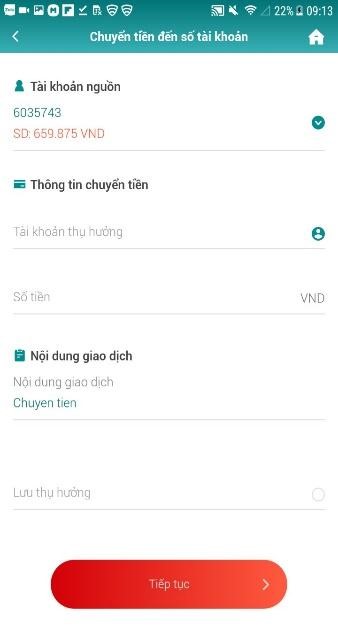 22% 09:13
Chuyển tiền đến số tài khoản
Tài khoản nguồn
6035743
SD: 659.875 VND
Thông tin chuyển tiền
Tài khoản thụ hưởng
Số tiền
VND
Nội dung giao dịch
Nội dung giao dịch
Chuyen tien
Lưu thụ hưởng
Tiếp tục